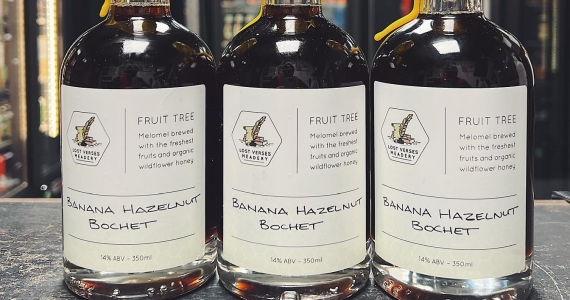 LOST VERSES
MEADERY
FRUIT TREE
Melomel brewed
with the freshest
fruits and organic
wildflower honey.
BANANA HAZELNUT
BOCHET
14% ABV - 350ml
LOST VERSES
MEADERY
FRUIT TREE
Melomel brewed
with the freshest
fruits and organic
wildflower honey.
BANANA HAZELNUT
BOCHET
14% ABV - 350ml
LOST VERSES
MEADERY
FRUIT TREE
Melomel brewed
with the freshest
fruits and organic
wildflower honey.
BANANA HAZELNUT
BOCHET
14% ABV - 350ml